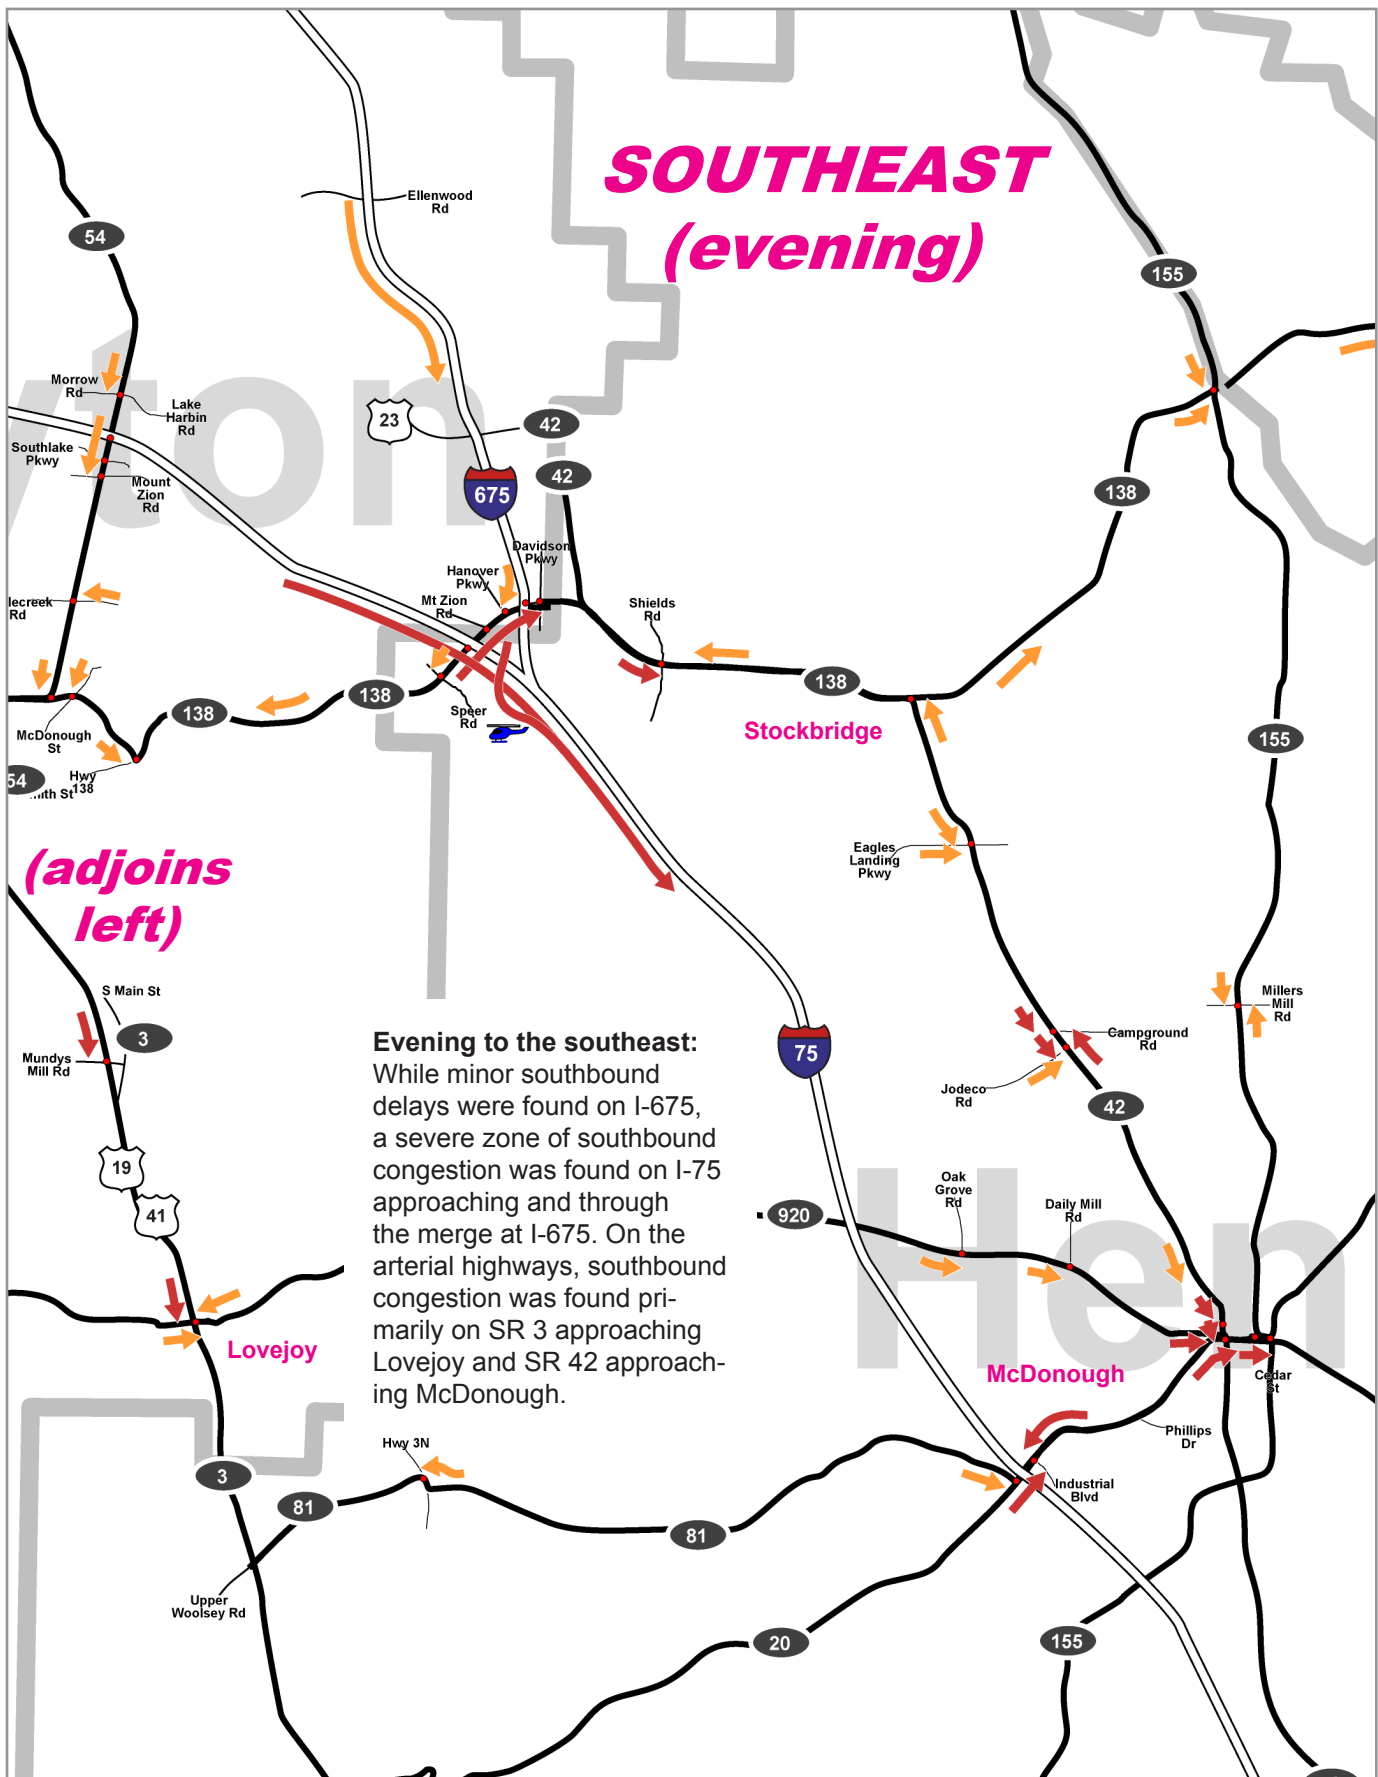 SOUTHEAST
(evening)
Ellenwood
Rd
54
155
Morrow
Rd
Lake
Harbin
Rd
23
42
Southlake
Pkwy
42
Mount
Zion
Rd
675
138
Davidson
Pkwy
Hanover
Pkwy
Mt Zion
Rd
Shields
Rd
lecreek
Rd
138
138
138
Speer
Rd
Stockbridge
McDonough
St
155
Hwy
138
54
ith St
Eagles
Landing
Pkwy
(adjoins
left)
S Main St
3
Mundys
Mill Rd
Millers
Mill
Rd
Campground
Rd
75
Jodeco
Rd
42
Evening to the southeast:
While minor southbound
delays were found on I-675,
a severe zone of southbound
congestion was found on I-75
approaching and through
the merge at I-675. On the
arterial highways, southbound
congestion was found pri-
marily on SR 3 approaching
Lovejoy and SR 42 approach-
ing McDonough.
19
41
Oak
Grove
Rd
Daily Mill
Rd
920
Hen
yton
Lovejoy
McDonough
Cedar
St
Phillips
Dr
Hwy 3N
3
81
Industrial
Blvd
81
Upper
Woolsey Rd
20
155